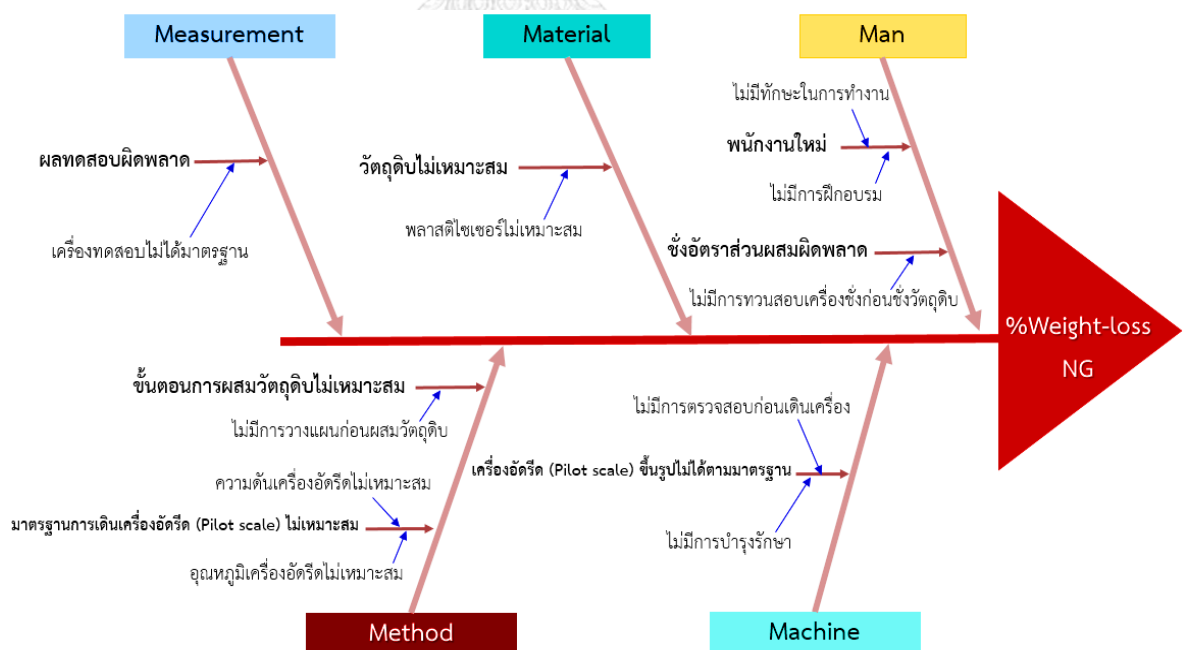 Measurement
Material
Man
ไม่มีทักษะในการทำงาน
พนักงานใหม่
ไม่มีการฝึกอบรม
ผลทดสอบผิดพลาด
เครื่องทดสอบไม่ได้มาตรฐาน
วัตถุดิบไม่เหมาะสม
พลาสติไซเซอร์ไม่เหมาะสม
ชั่งอัตราส่วนผสมผิดพลาด
ไม่มีการทวนสอบเครื่องชั่งก่อนชั่งวัตถุดิบ
%Weight-loss
NG
ขั้นตอนการผสมวัตถุดิบไม่เหมาะสม
ไม่มีการวางแผนก่อนผสมวัตถุดิบ
ความดันเครื่องอัดรีดไม่เหมาะสม
มาตรฐานการเดินเครื่องอัดรีด (Pilot scale) ไม่เหมาะสม
อุณหภูมิเครื่องอัดรีดไม่เหมาะสม
ไม่มีการตรวจสอบก่อนเดินเครื่อง
เครื่องอัดรีด (Pilot scale) ขึ้นรูปไม่ได้ตามมาตรฐาน
ไม่มีการบำรุงรักษา
Method
Machine